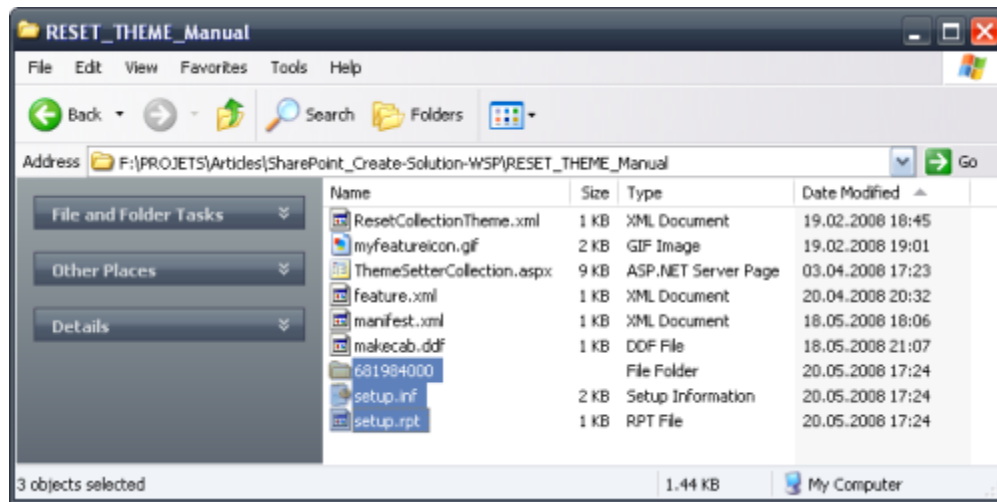 RESET_THEME_Manual
File Edit View Favorites Tools Help
Back Search Folders
Address F:\PROJETS\Articles\SharePoint_Create-Solution-WSP\RESET_THEME_Manual Go
File and Folder Tasks
Other Places
Details
Name Size Type Date Modified
ResetCollectionTheme.xml 1 KB XML Document 19.02.2008 18:45
myfeatureicon.gif 2 KB GIF Image 19.02.2008 19:01
ThemeSetterCollection.aspx 9 KB ASP.NET Server Page 03.04.2008 17:23
feature.xml 1 KB XML Document 20.04.2008 20:32
manifest.xml 1 KB XML Document 18.05.2008 18:06
makecab.ddf 1 KB DDF File 18.05.2008 21:07
681984000 File Folder 20.05.2008 17:24
setup.inf 2 KB Setup Information 20.05.2008 17:24
setup.rpt 1 KB RPT File 20.05.2008 17:24
3 objects selected 1.44 KB My Computer